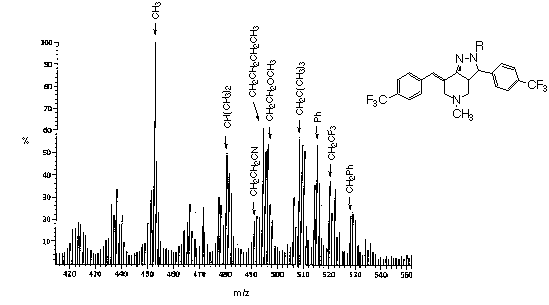 CH3
CH(CH3)2
CH2CH2CN
CH2CH2CH2CH3
CH2CH2OCH3
CH2C(CH3)3
Ph
CH2CF3
CH2Ph
100
90
80
70
60
50
40
30
20
10
%
420 430 440 450 460 470 480 490 500 510 520 530 540 550 560
m/z
R
N-N
F3C
N
CH3
CF3